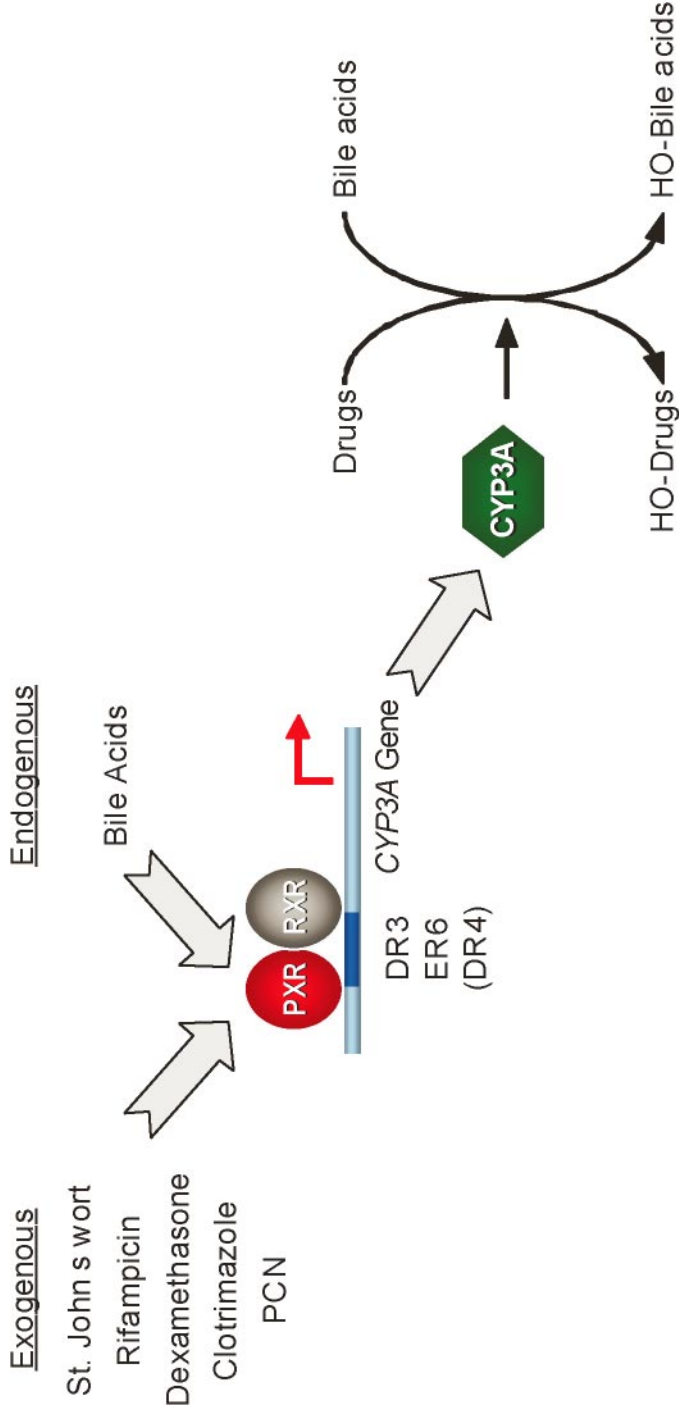 Exogenous
St. John s wort
Rifampicin
Dexamethasone
Clotrimazole
PCN
Endogenous
Bile Acids
PXR
RXR
DR3
ER6
(DR4)
CYP3A Gene
CYP3A
Drugs
Bile acids
HO-Drugs
HO-Bile acids